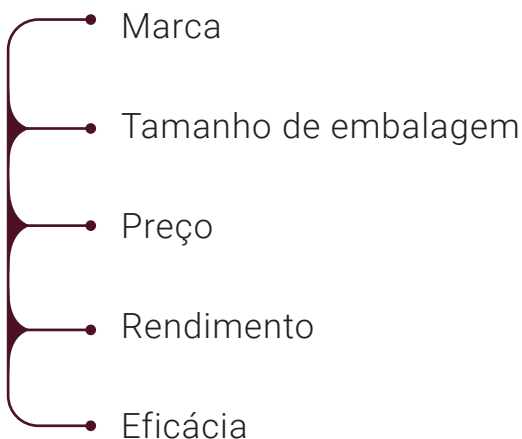 Marca
Tamanho de embalagem
Preço
Rendimento
Eficácia